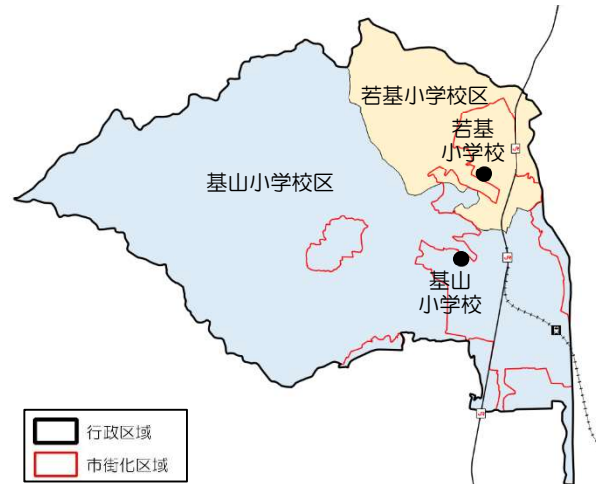 若基小学校区
若基
小学校
基山小学校区
基山
小学校
行政区域
市街化区域